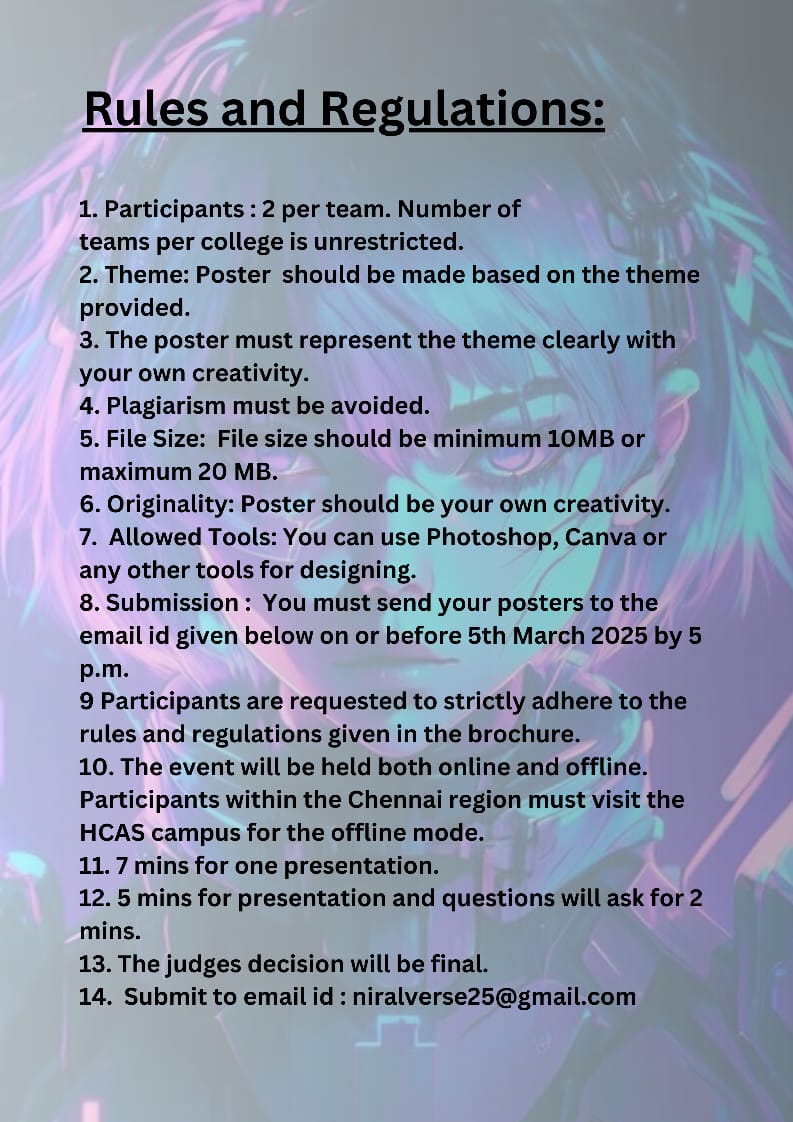 Rules and Regulations:
1. Participants : 2 per team. Number of
teams per college is unrestricted.
2. Theme: Poster  should be made based on the theme
provided.
3. The poster must represent the theme clearly with
your own creativity.
4. Plagiarism must be avoided.
5. File Size:  File size should be minimum 10MB or
maximum 20 MB.
6. Originality: Poster should be your own creativity.
7.  Allowed Tools: You can use Photoshop, Canva or
any other tools for designing.
8. Submission :  You must send your posters to the
email id given below on or before 5th March 2025 by 5
p.m.
9 Participants are requested to strictly adhere to the
rules and regulations given in the brochure.
10. The event will be held both online and offline.
Participants within the Chennai region must visit the
HCAS campus for the offline mode.
11. 7 mins for one presentation.
12. 5 mins for presentation and questions will ask for 2
mins.
13. The judges decision will be final.
14.  Submit to email id : niralverse25@gmail.com